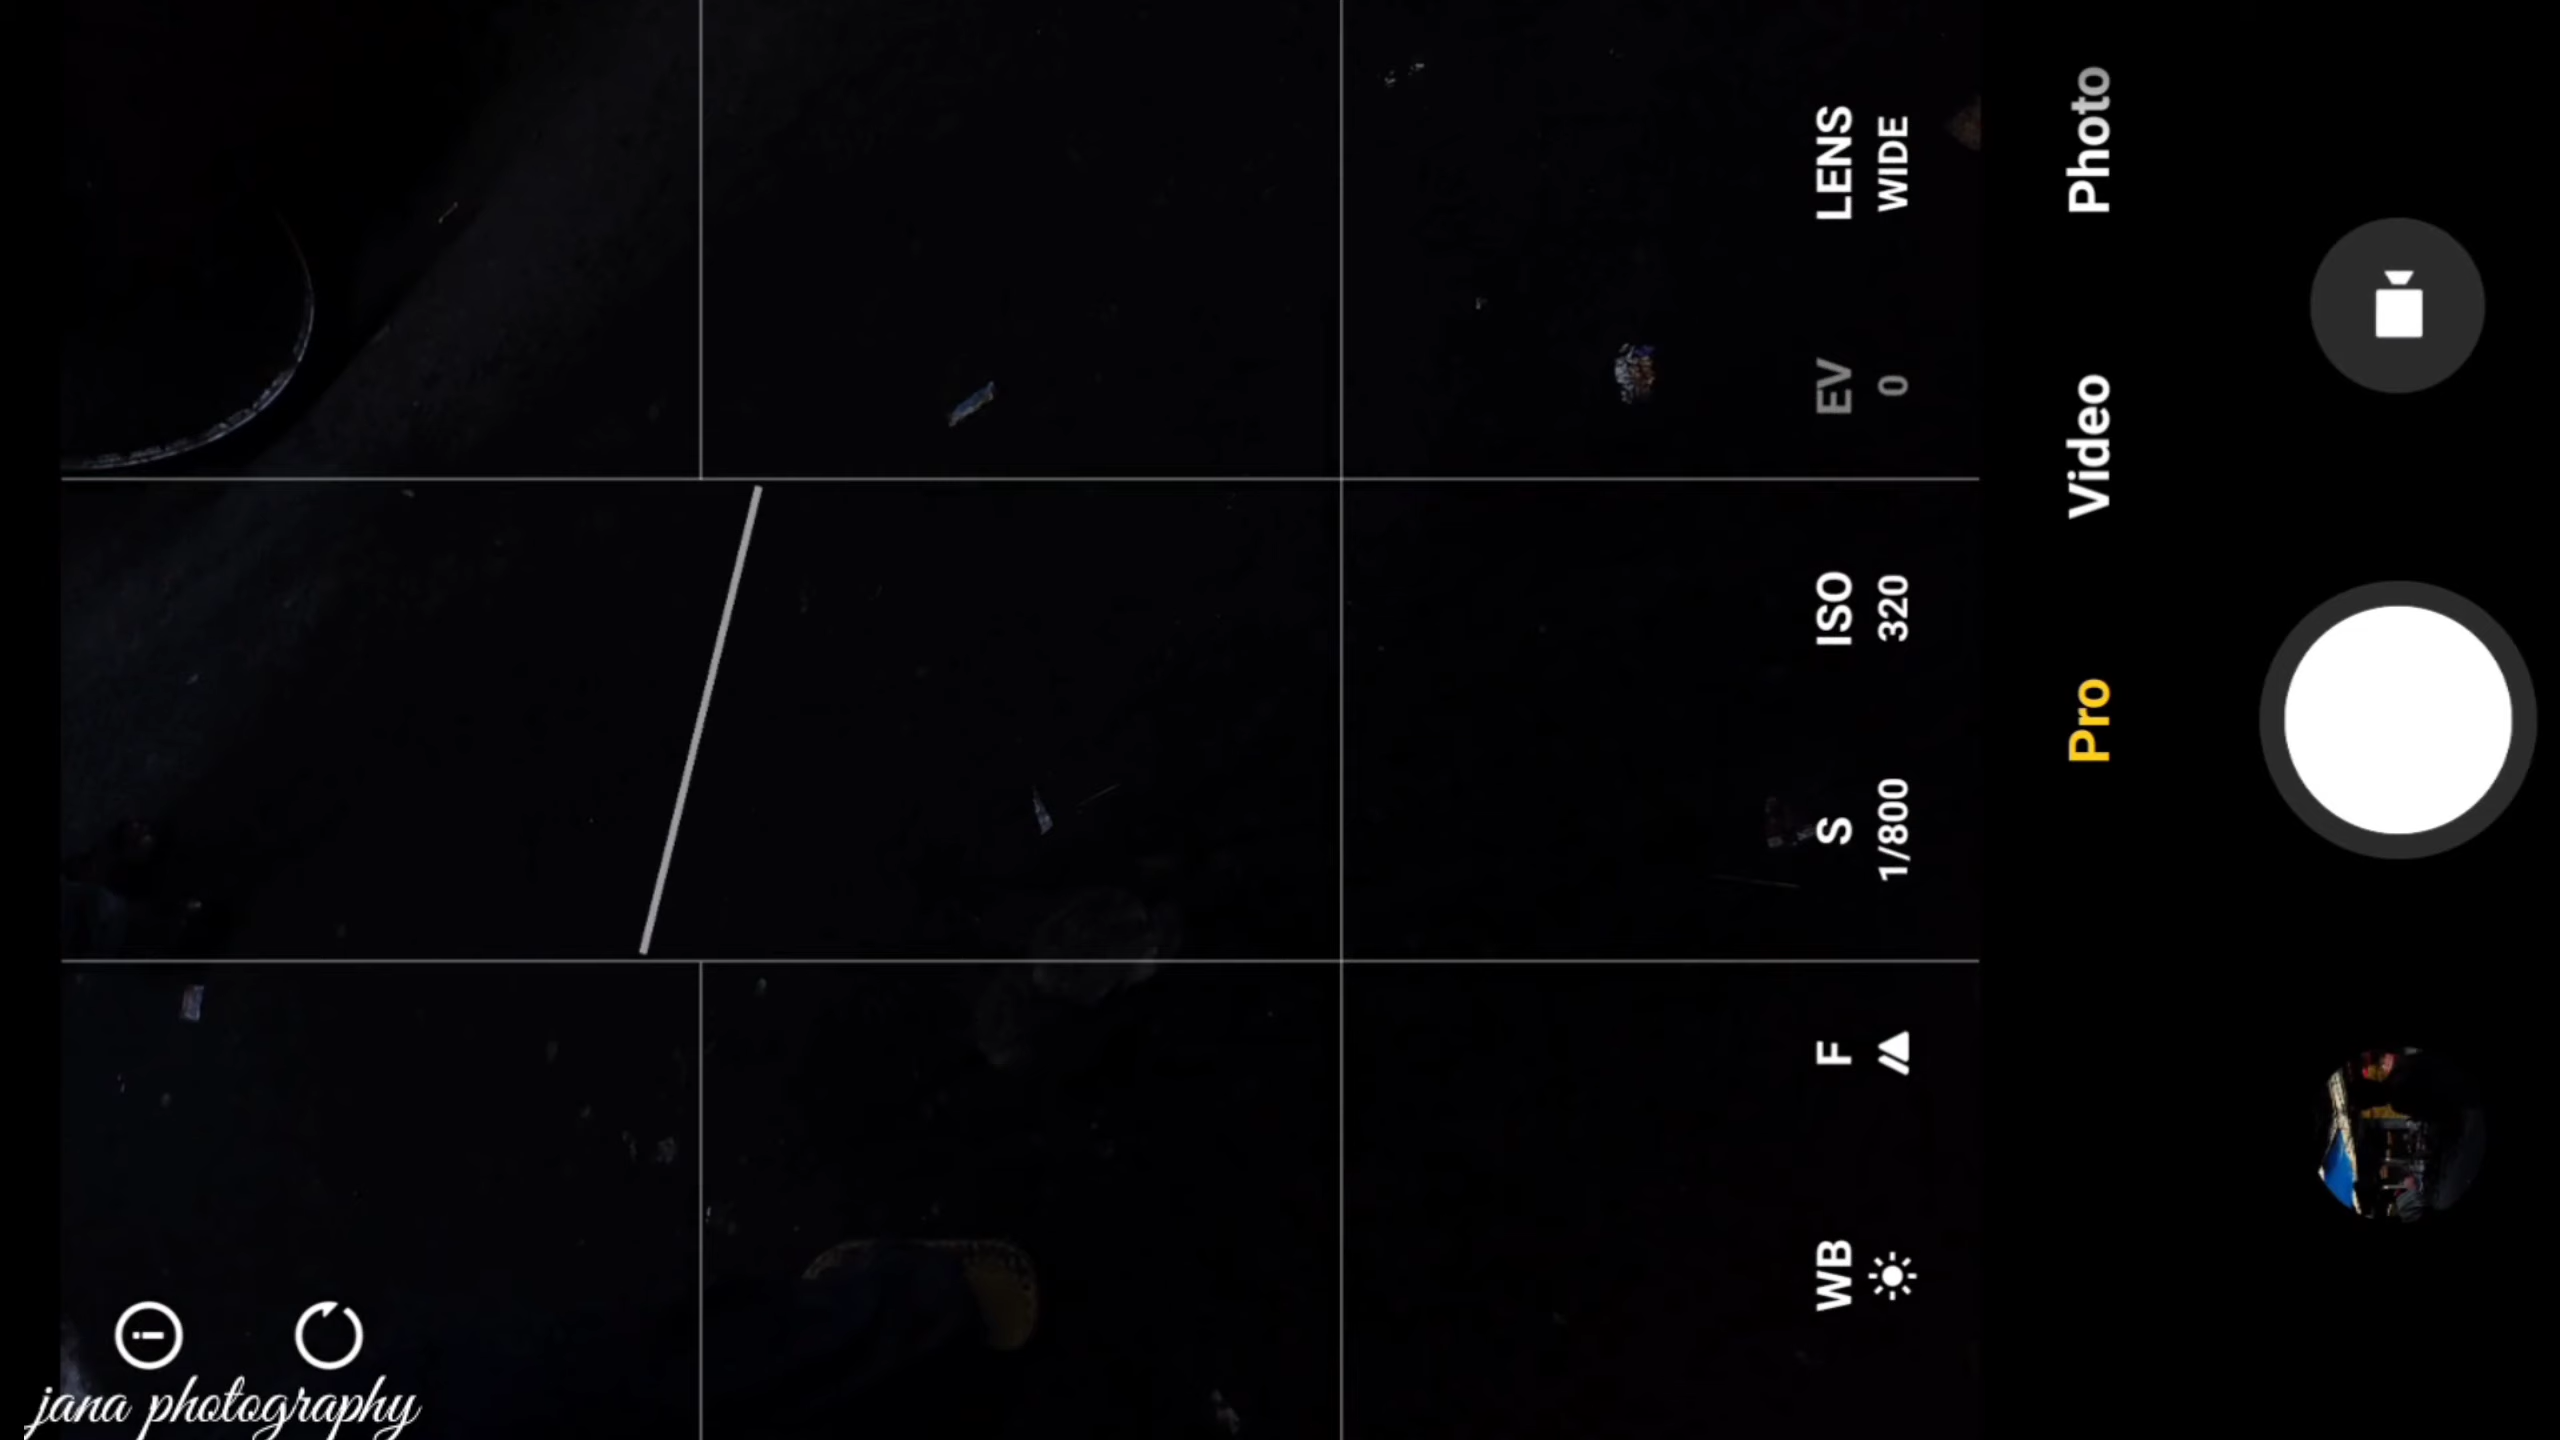 WB
F
S
1/800
ISO
320
EV
0
LENS
WIDE
Pro
Video
Photo
jana photography